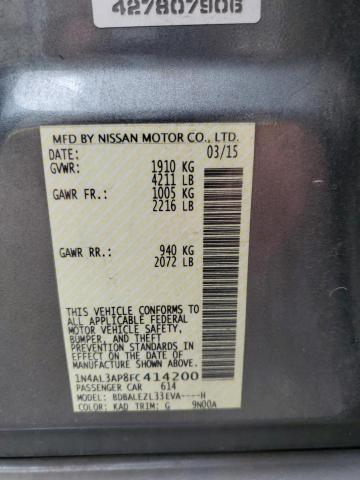 427807906
MFD BY NISSAN MOTOR CO., LTD.
DATE: 03/15
GVWR: 1910 KG
4211 LB
GAWR FR.: 1005 KG
2216 LB
GAWR RR.: 940 KG
2072 LB
THIS VEHICLE CONFORMS TO
ALL APPLICABLE U.S. FEDERAL
MOTOR VEHICLE SAFETY,
BUMPER, AND THEFT
PREVENTION STANDARDS
IN EFFECT ON THE DATE OF
MANUFACTURE SHOWN ABOVE.
1N4AL3AP8FC414200
PASSENGER CAR 614
MODEL: BDBALEZL33EVA----H
COLOR: KAD TRIM: G 9N00A